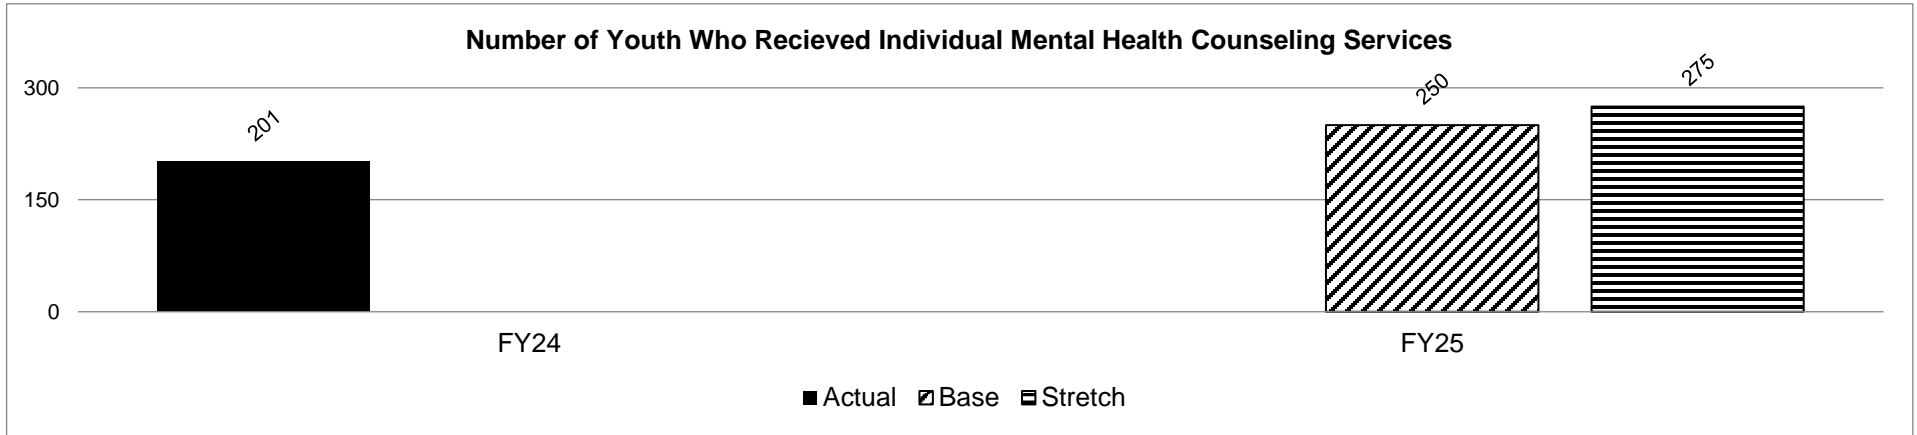 Number of Youth Who Recieved Individual Mental Health Counseling Services
300
150
0
201
250
275
FY24
FY25
Actual Base Stretch